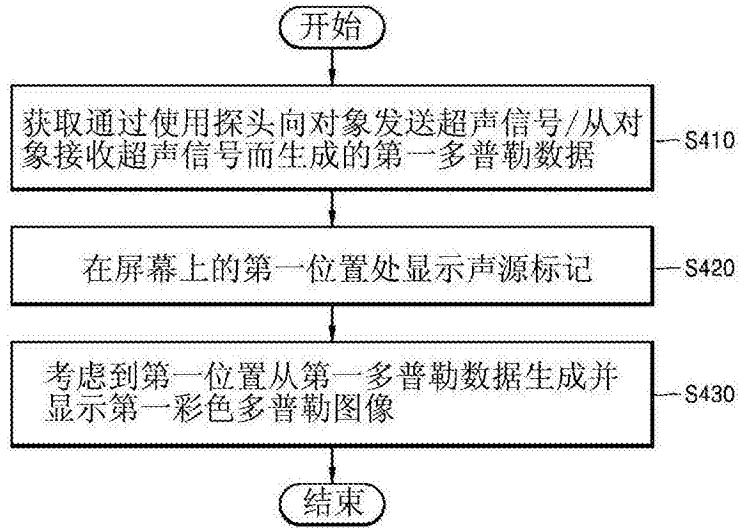 开始
获取通过使用探头向对象发送超声信号/从对
象接收超声信号而生成的第一多普勒数据
S410
在屏幕上的第一位置处显示声源标记
S420
考虑到第一位置从第一多普勒数据生成并
显示第一彩色多普勒图像
S430
结束